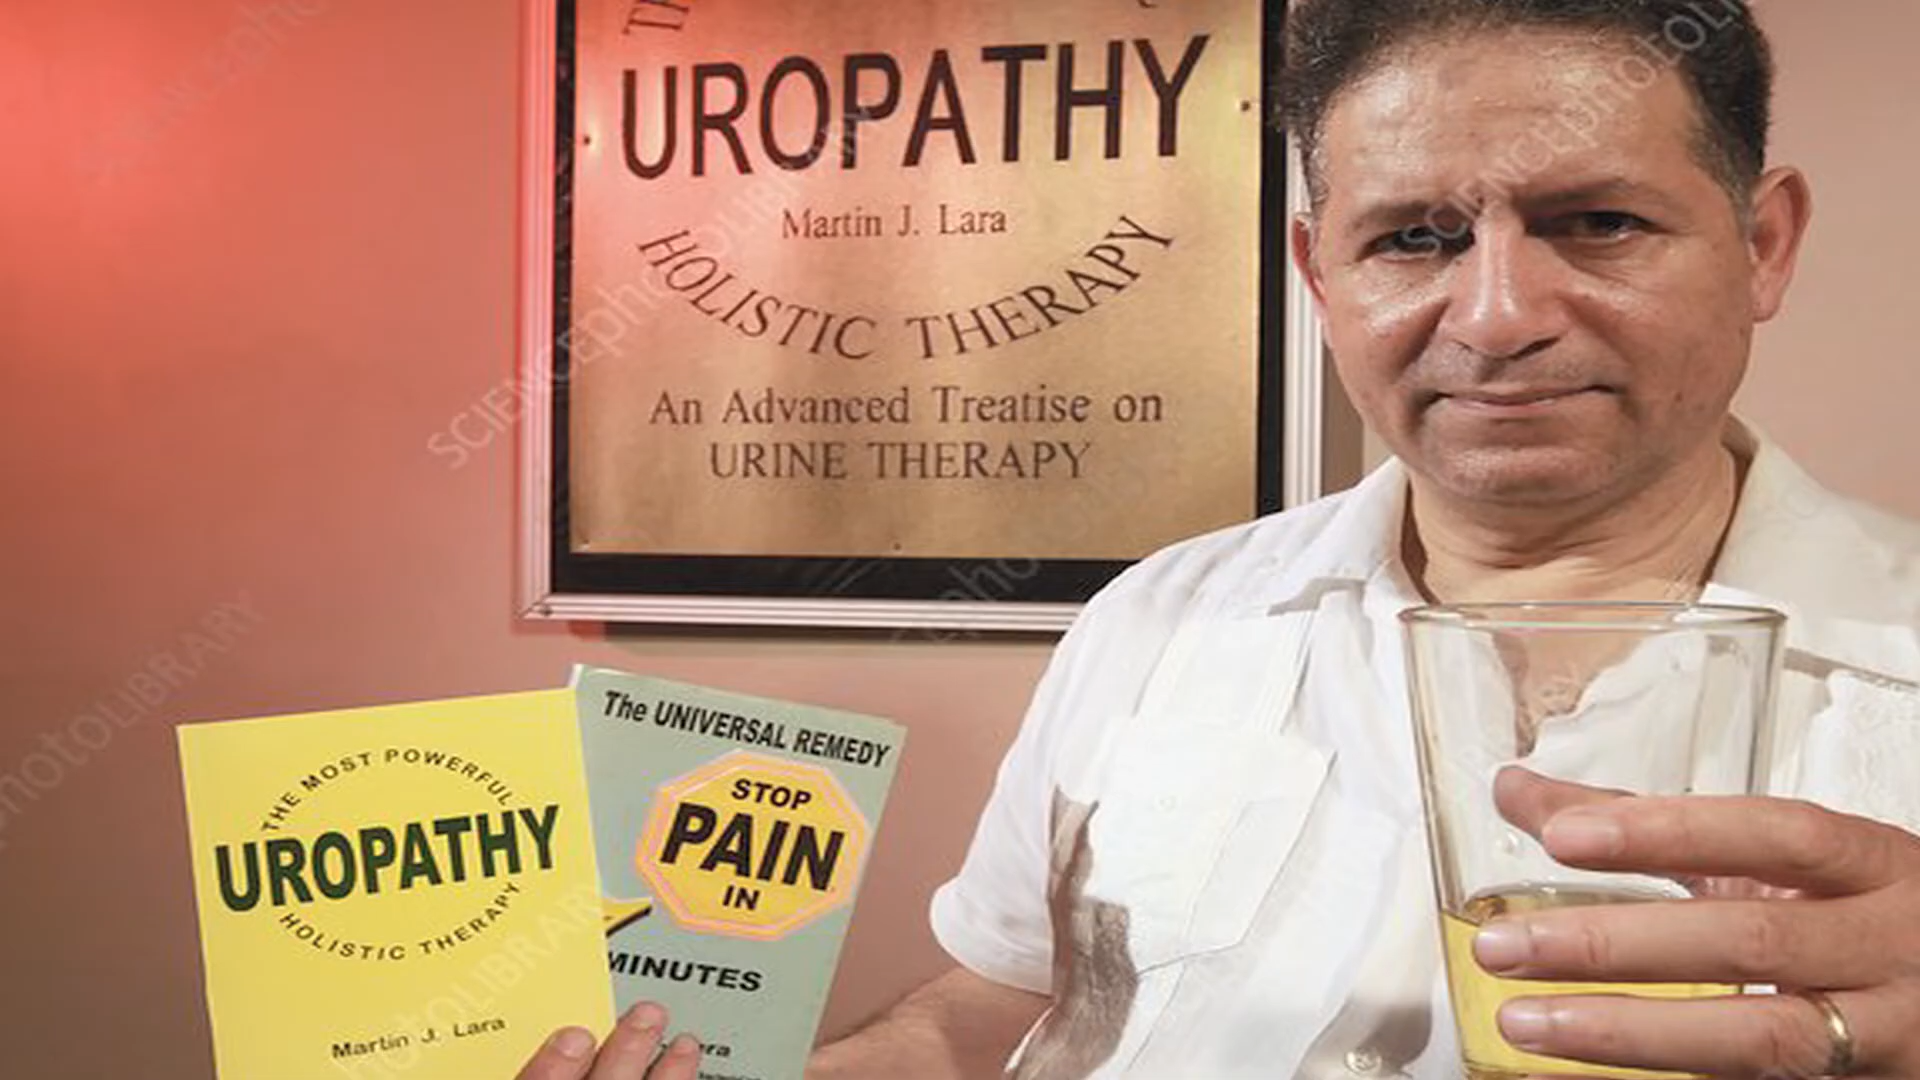 UROPATHY
Martin J. Lara
HOLISTIC THERAPY
An Advanced Treatise on
URINE THERAPY
THE MOST POWERFUL
UROPATHY
HOLISTIC THERAPY
Martin J. Lara
The UNIVERSAL REMEDY
STOP
PAIN
IN
MINUTES
SCIENCEphotoLIBRARY